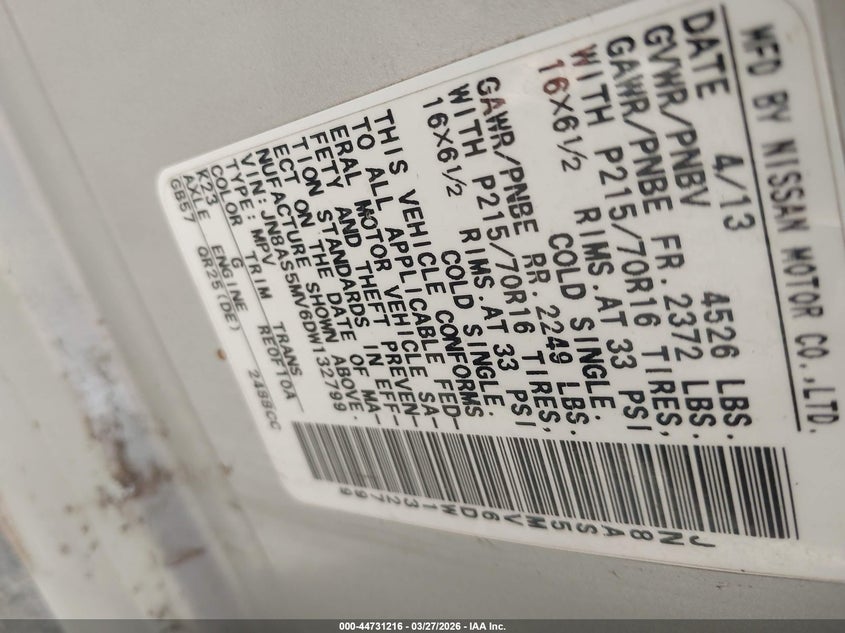 MFD BY NISSAN MOTOR CO.,LTD.
DATE 4/13
GVWR/PNBV 4526 LBS.
GAWR/PNBE FR. 2372 LBS.
WITH P215/70R16 TIRES,
16X6½ RIMS.AT 33 PSI
COLD SINGLE.
GAWR/PNBE RR. 2249 LBS.
WITH P215/70R16 TIRES,
16X6½ RIMS.AT 33 PSI
COLD SINGLE.
THIS VEHICLE CONFORMS
TO ALL APPLICABLE FED-
ERAL MOTOR VEHICLE SA-
FETY AND THEFT PREVEN-
TION STANDARDS IN EFF-
ECT ON THE DATE OF MA-
NUFACTURE SHOWN ABOVE.
VIN: JN8AS5MV6DW132799
TYPE: MPV
COLOR TRIM TRANS
K23 G RE0F10A
AXLE ENGINE
GB57 QR25(DE) 2488CC
JN8AS5MV6DW132799
000-44731216 — 03/27/2026 — IAA Inc.